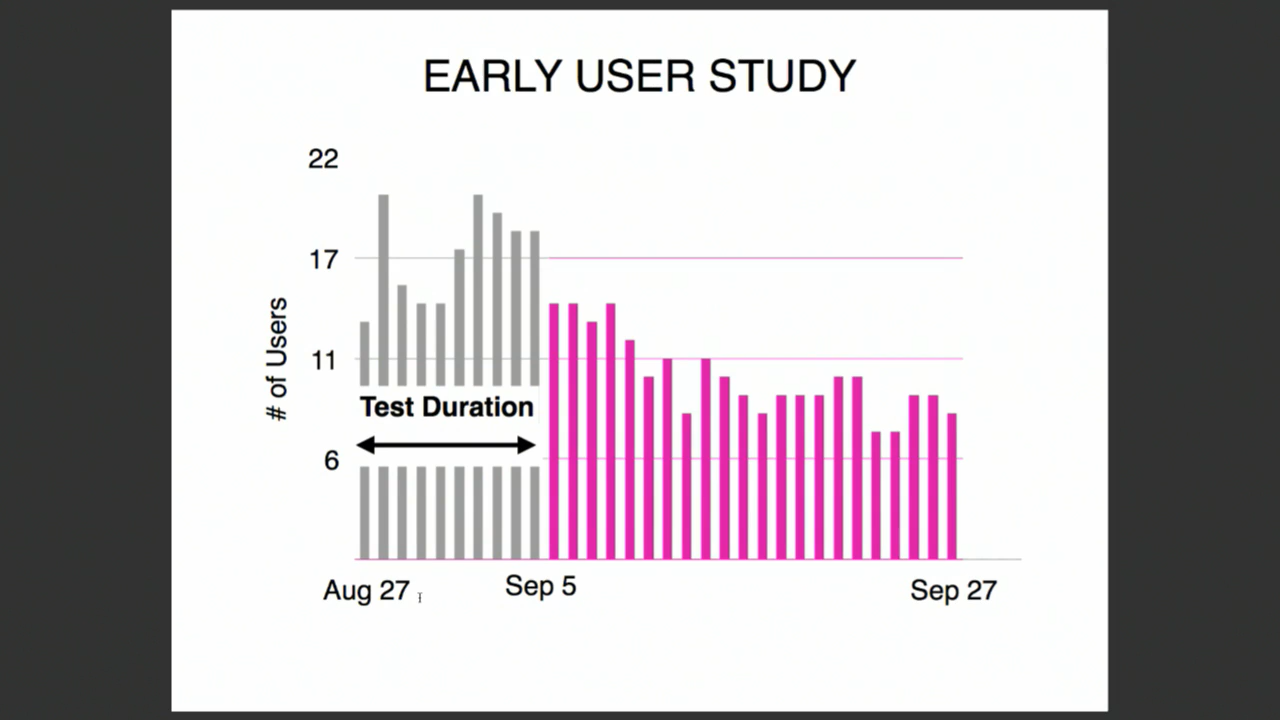 EARLY USER STUDY
22
17
11
6
# of Users
Test Duration
Aug 27
Sep 5
Sep 27